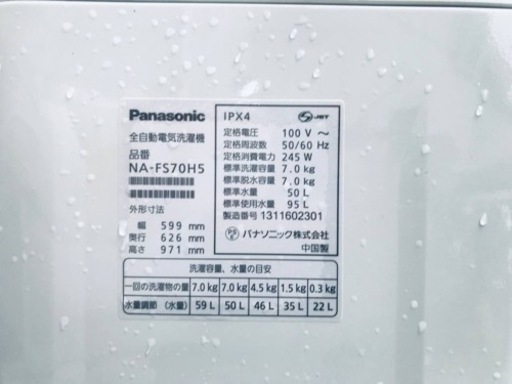 Panasonic
全自動電気洗濯機
品番
NA-FS70H5
外形寸法
幅 599 mm
奥行 626 mm
高さ 971 mm
IPX4 JET
定格電圧 100 V ～
定格周波数 50/60 Hz
定格消費電力 245 W
標準洗濯容量 7.0 kg
標準脱水容量 7.0 kg
標準水量 50 L
標準使用水量 95 L
製造番号 1311602301
パナソニック株式会社
中国製
洗濯容量、水量の目安
一回の洗濯物の量 7.0 kg 7.0 kg 4.5 kg 1.5 kg 0.3 kg
水量調節（水量） 59 L 50 L 46 L 35 L 22 L